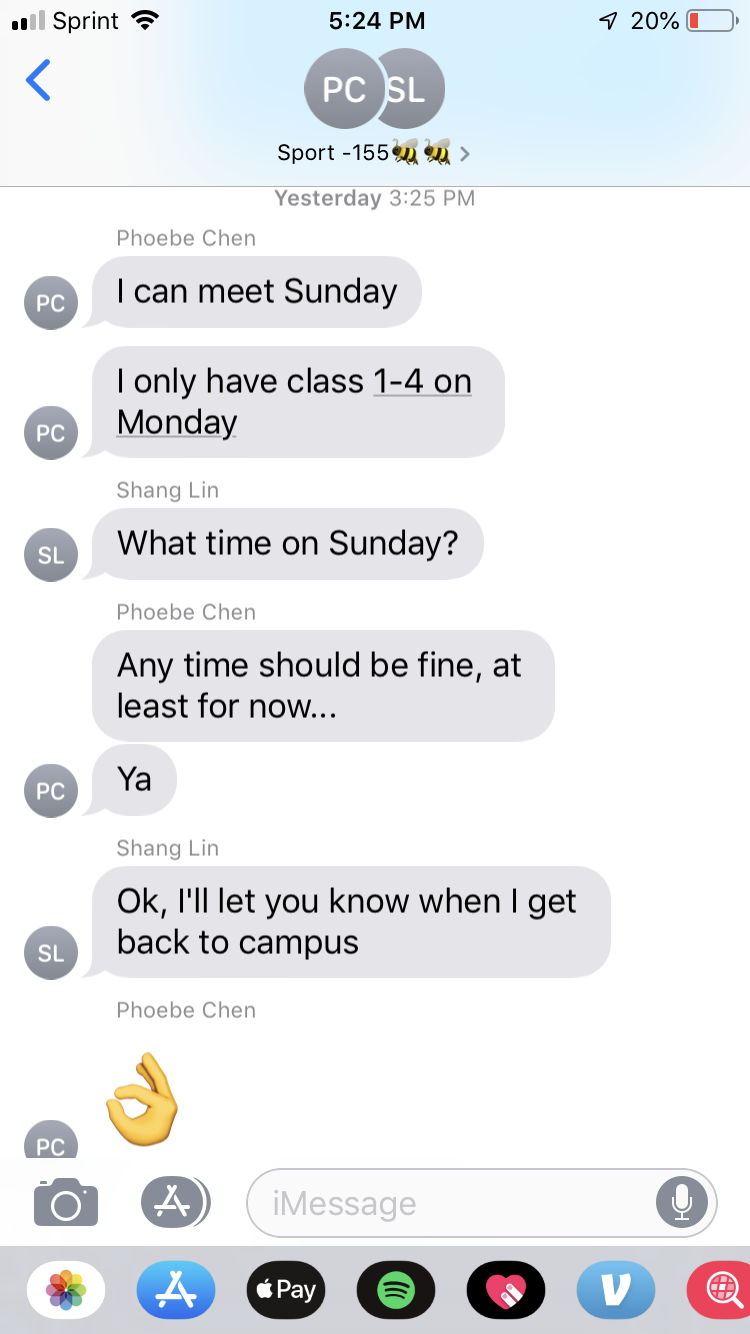 Sprint 5:24 PM 20%
PC SL
Sport -155🐝🐝
Yesterday 3:25 PM
Phoebe Chen
I can meet Sunday
PC
I only have class 1-4 on
Monday
PC
Shang Lin
What time on Sunday?
SL
Phoebe Chen
Any time should be fine, at
least for now...
Ya
PC
Shang Lin
Ok, I'll let you know when I get
back to campus
SL
Phoebe Chen
👌
PC
iMessage
Pay